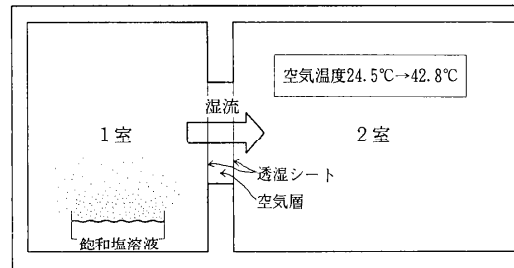 空気温度24.5℃→42.8℃
湿流
1室
2室
透湿シート
空気層
飽和塩溶液